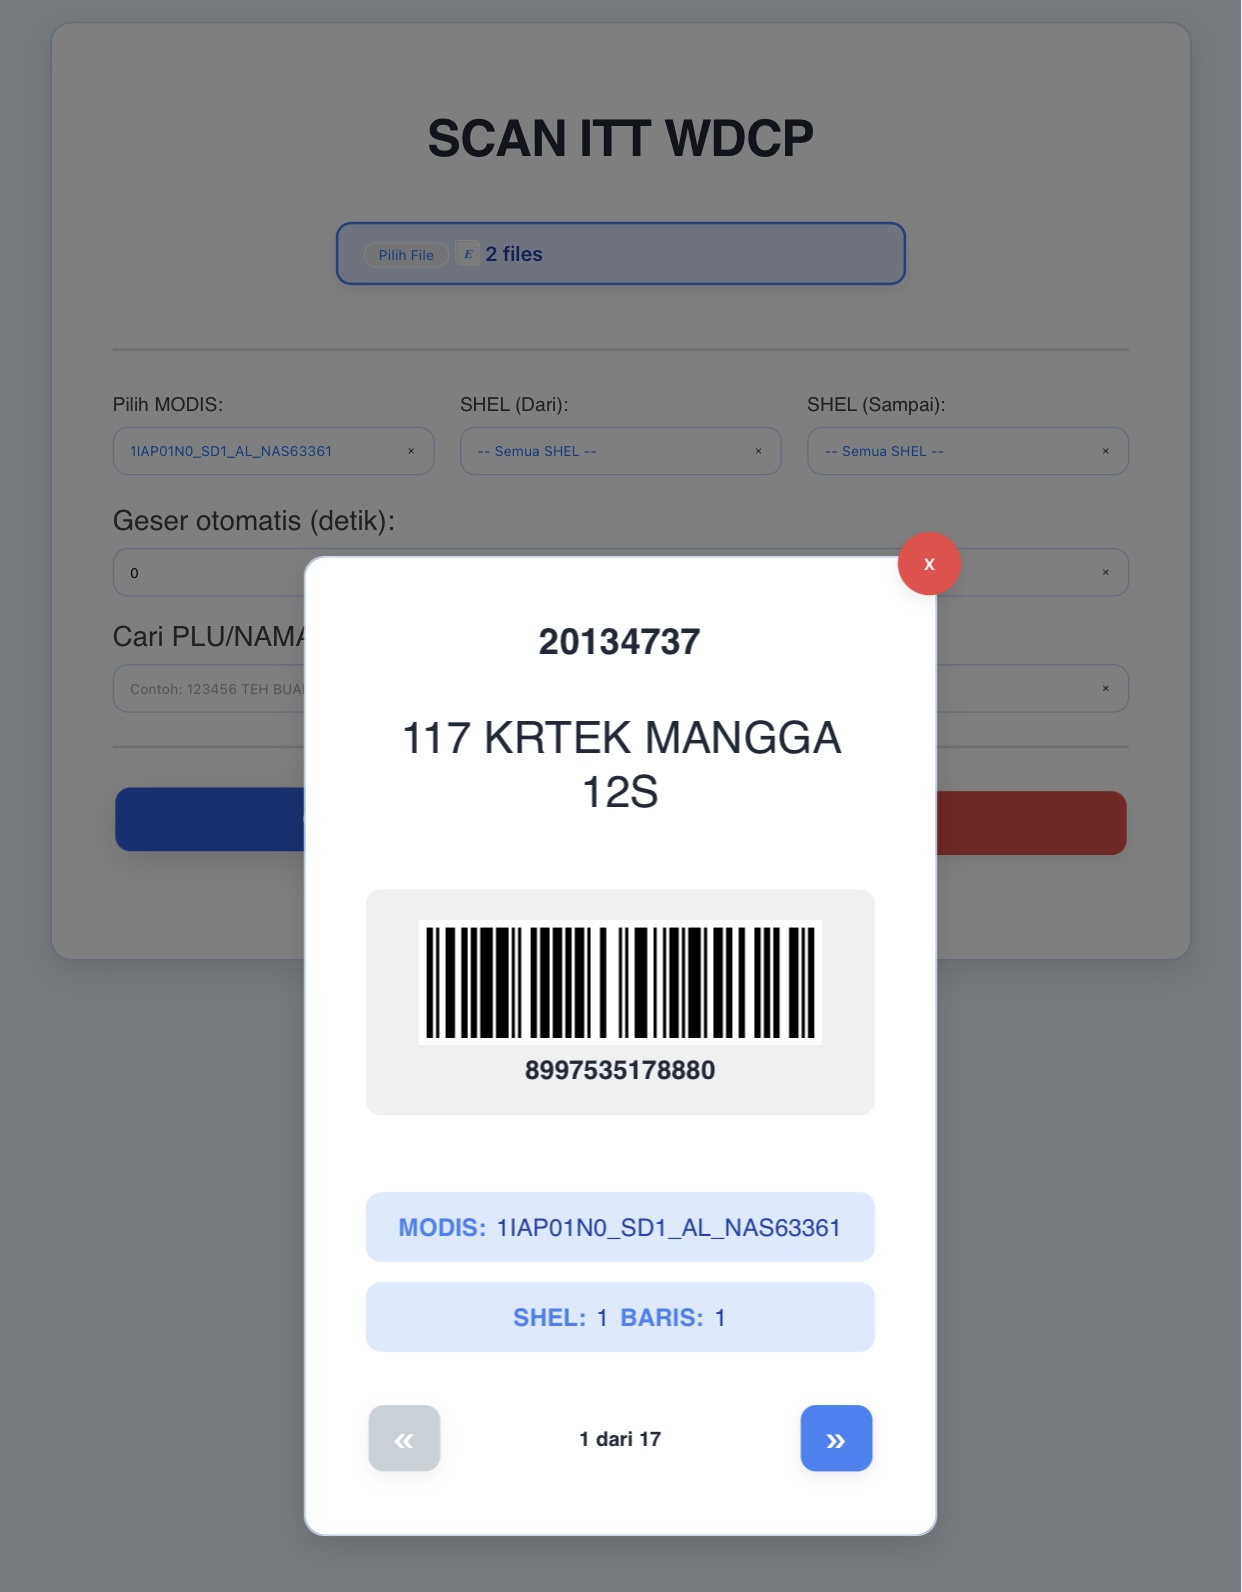 SCAN ITT WDCP
Pilih File E 2 files
Pilih MODIS:
SHEL (Dari):
SHEL (Sampai):
1IAP01N0_SD1_AL_NAS63361 ×
-- Semua SHEL -- ×
-- Semua SHEL -- ×
Geser otomatis (detik):
0 ×
Cari PLU/NAMA
Contoh: 123456 TEH BUA ×
X
20134737
117 KRTEK MANGGA
12S
8997535178880
MODIS: 1IAP01N0_SD1_AL_NAS63361
SHEL: 1 BARIS: 1
« 1 dari 17 »